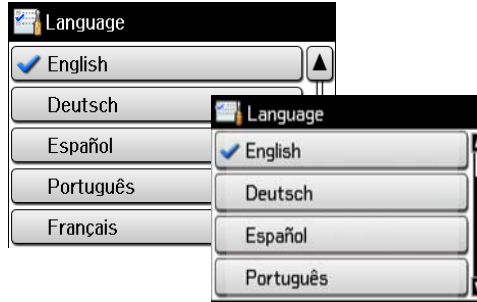 Language
English
Deutsch
Español
Português
Français
Language
English
Deutsch
Español
Português